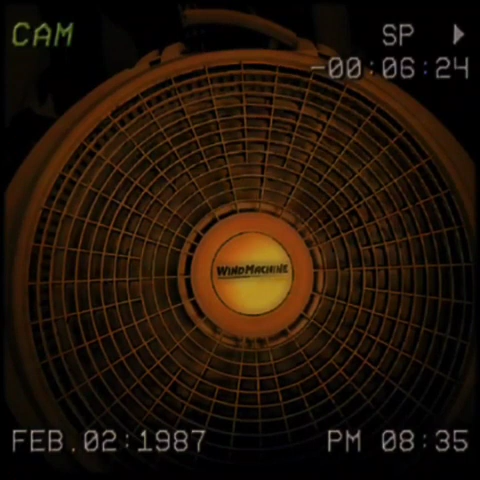 CAM
SP
-00:06:24
WINDMACHINE
FEB.02:1987
PM 08:35